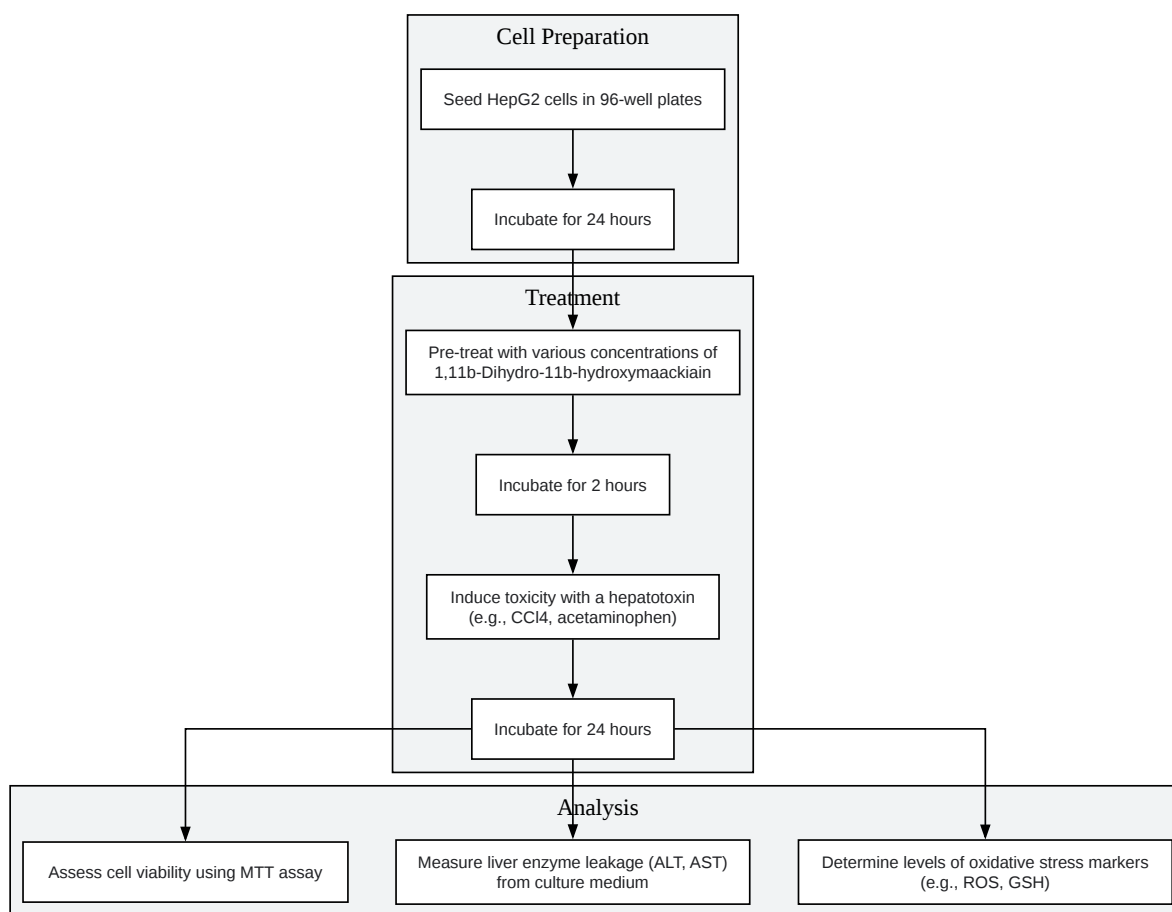 Cell Preparation
Seed HepG2 cells in 96-well plates
Incubate for 24 hours
Treatment
Pre-treat with various concentrations of
1,11b-Dihydro-11b-hydroxymaackiain
Incubate for 2 hours
Induce toxicity with a hepatotoxin
(e.g., CCl4, acetaminophen)
Incubate for 24 hours
Analysis
Assess cell viability using MTT assay
Measure liver enzyme leakage (ALT, AST)
from culture medium
Determine levels of oxidative stress markers
(e.g., ROS, GSH)